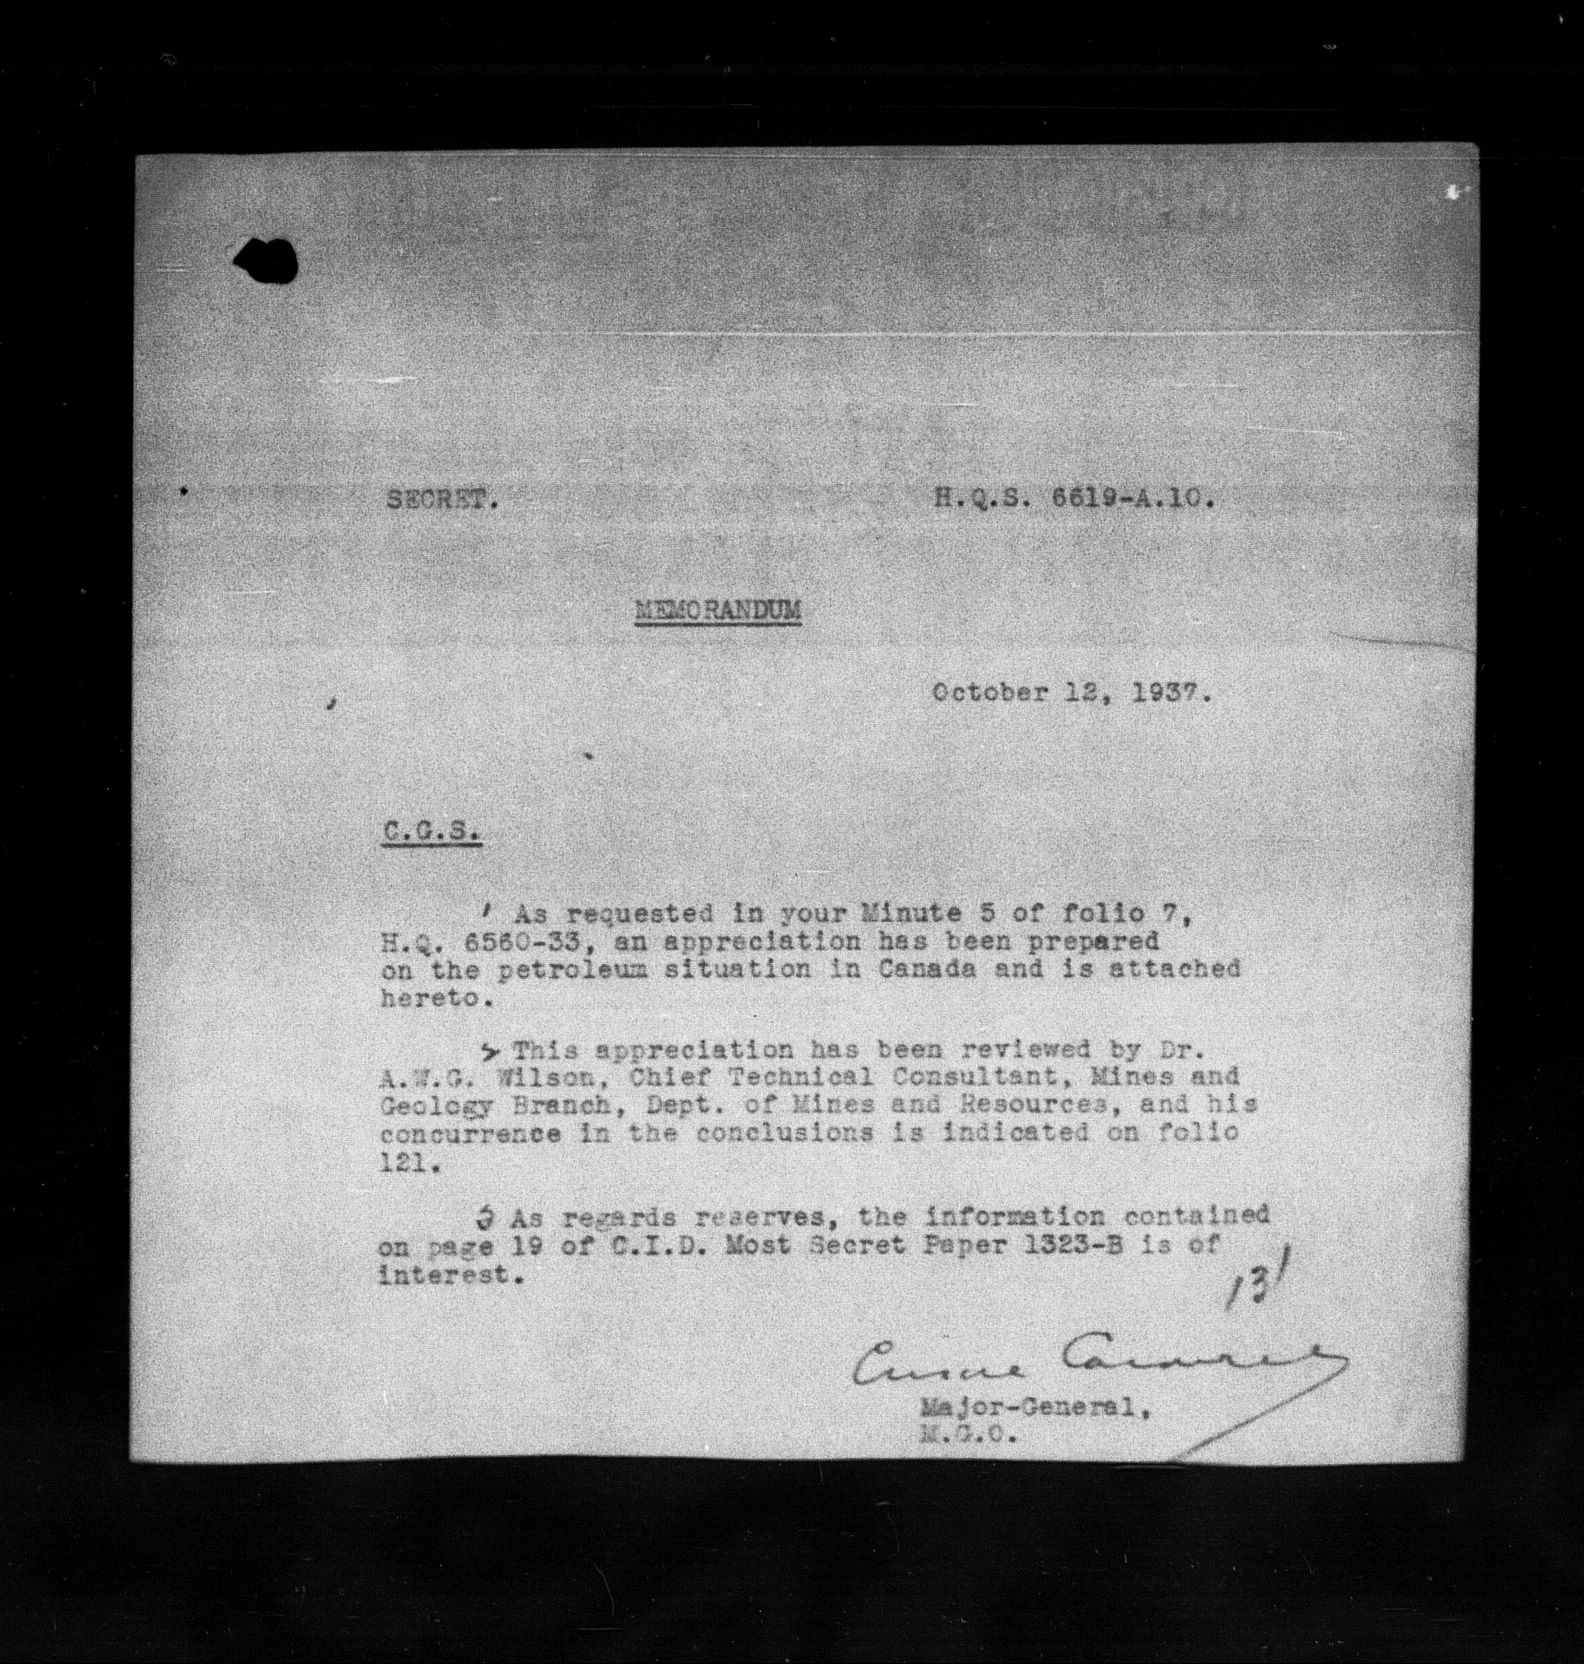 SECRET.
H.Q.S. 6619-A.10.
MEMORANDUM
October 12, 1937.
C.G.S.
1 As requested in your Minute 5 of folio 7,
H.Q. 6560-33, an appreciation has been prepared
on the petroleum situation in Canada and is attached
hereto.
2 This appreciation has been reviewed by Dr.
A.W.G. Wilson, Chief Technical Consultant, Mines and
Geology Branch, Dept. of Mines and Resources, and his
concurrence in the conclusions is indicated on folio
121.
3 As regards reserves, the information contained
on page 19 of C.I.D. Most Secret Paper 1323-B is of
interest.
Major-General,
M.G.O.